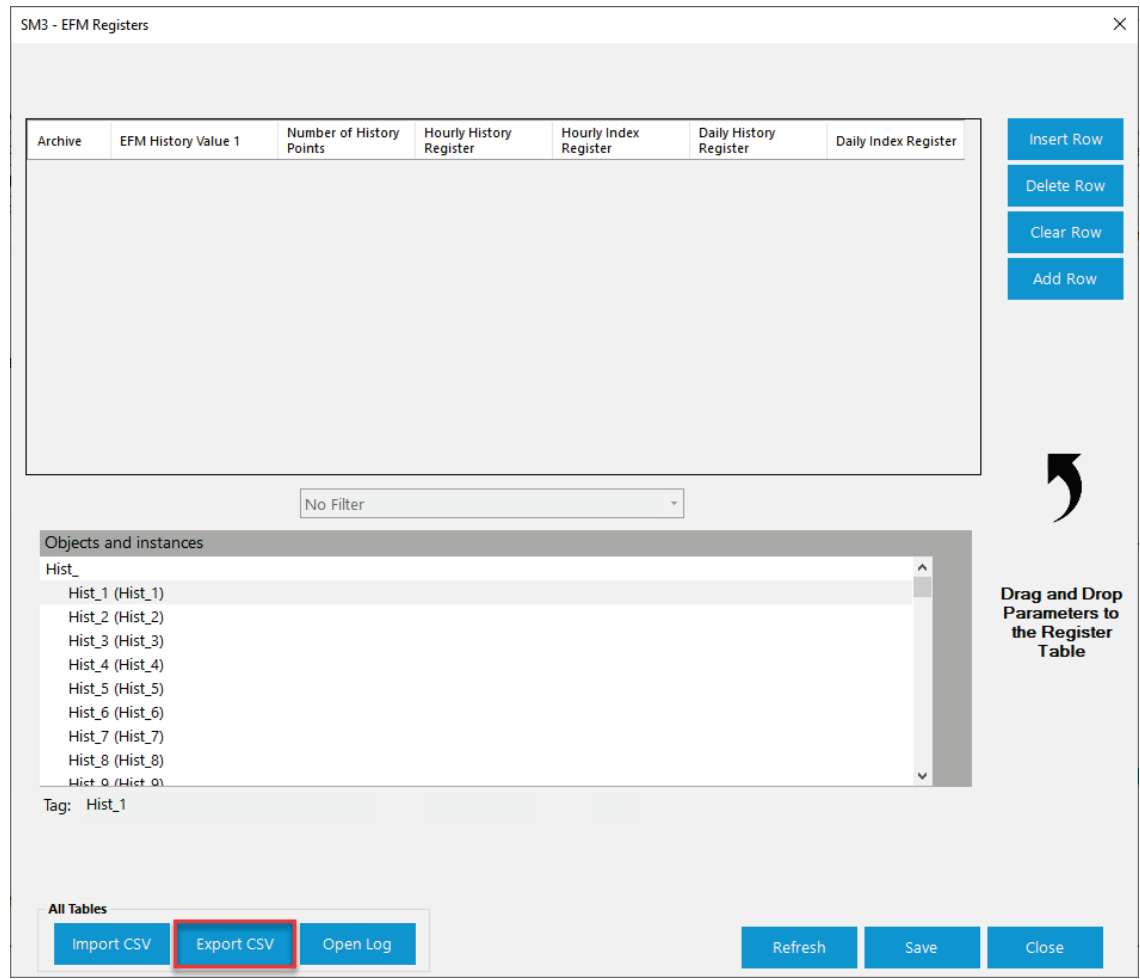 SM3 - EFM Registers
Archive
EFM History Value 1
Number of History
Points
Hourly History
Register
Hourly Index
Register
Daily History
Register
Daily Index Register
Insert Row
Delete Row
Clear Row
Add Row
No Filter
Objects and instances
Hist_
Hist_1 (Hist_1)
Hist_2 (Hist_2)
Hist_3 (Hist_3)
Hist_4 (Hist_4)
Hist_5 (Hist_5)
Hist_6 (Hist_6)
Hist_7 (Hist_7)
Hist_8 (Hist_8)
Hist_9 (Hist_9)
Drag and Drop
Parameters to
the Register
Table
Tag: Hist_1
All Tables
Import CSV
Export CSV
Open Log
Refresh
Save
Close